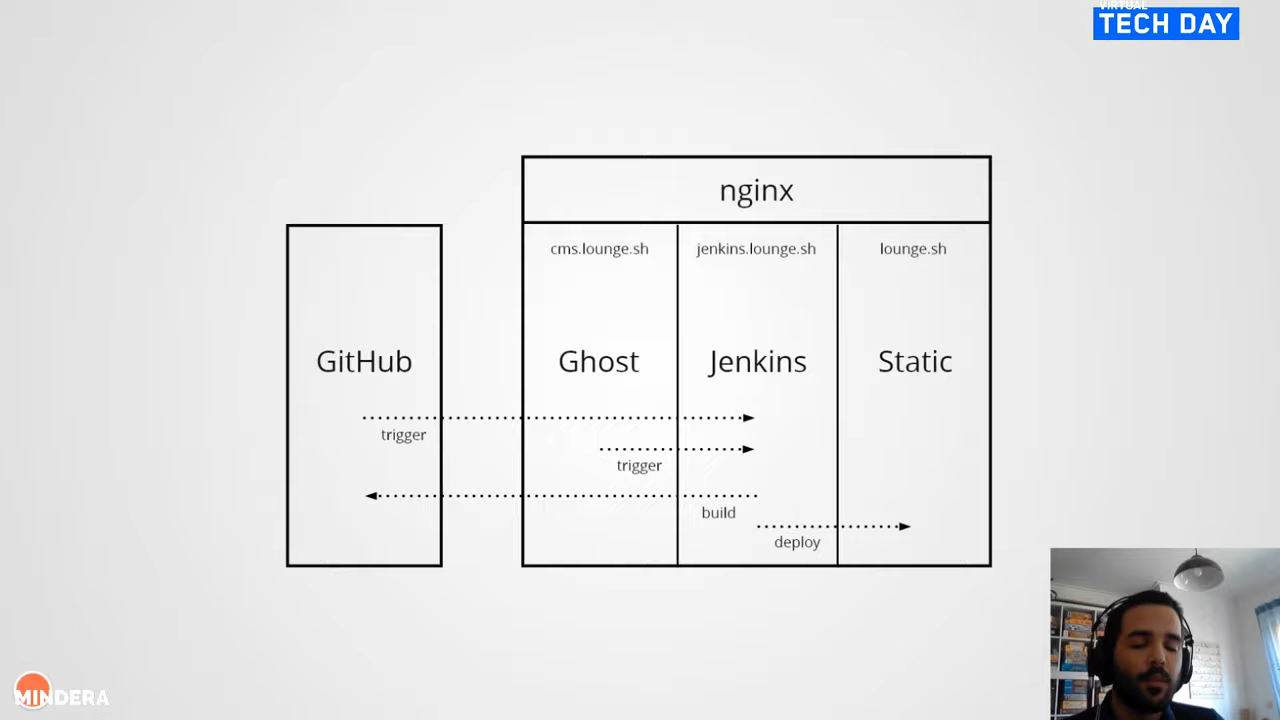 VIRTUAL
TECH DAY
nginx
cms.lounge.sh
jenkins.lounge.sh
lounge.sh
GitHub
Ghost
Jenkins
Static
trigger
trigger
build
deploy
MINDERA